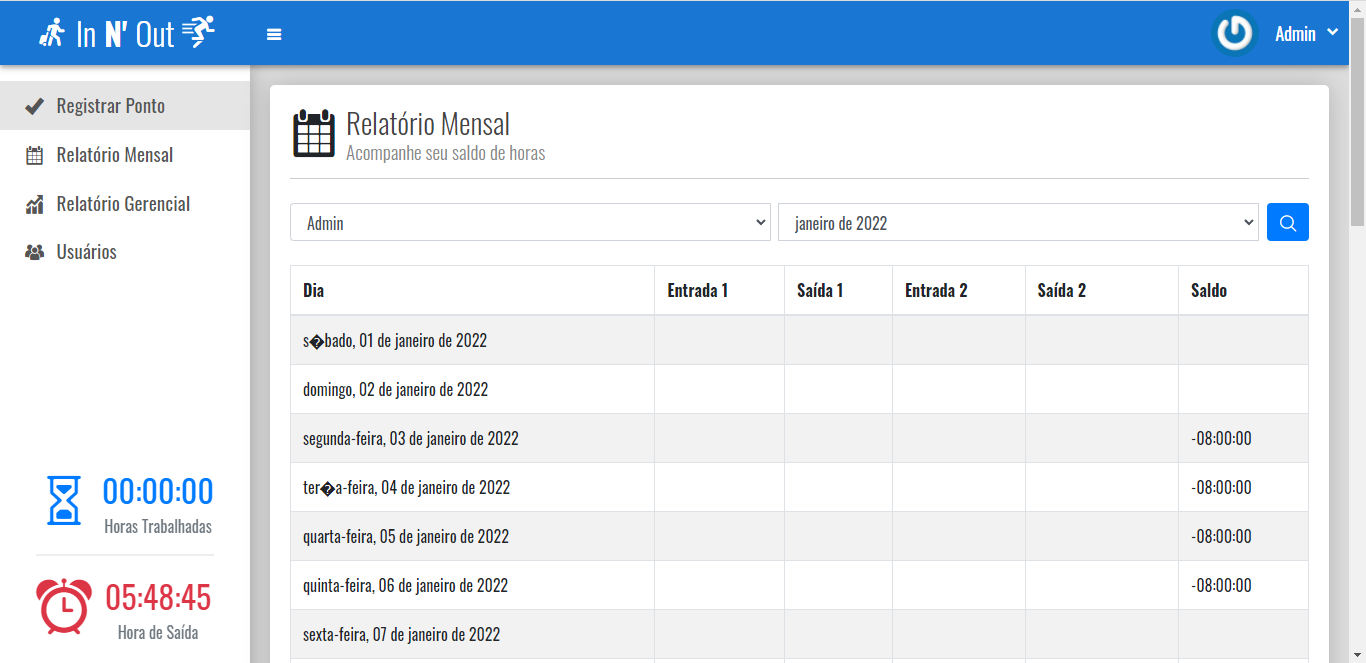 In N' Out
Admin
Registrar Ponto
Relatório Mensal
Relatório Gerencial
Usuários
00:00:00
Horas Trabalhadas
05:48:45
Hora de Saída
Relatório Mensal
Acompanhe seu saldo de horas
Admin
janeiro de 2022
Dia Entrada 1 Saída 1 Entrada 2 Saída 2 Saldo
s�bado, 01 de janeiro de 2022
domingo, 02 de janeiro de 2022
segunda-feira, 03 de janeiro de 2022 -08:00:00
ter�a-feira, 04 de janeiro de 2022 -08:00:00
quarta-feira, 05 de janeiro de 2022 -08:00:00
quinta-feira, 06 de janeiro de 2022 -08:00:00
sexta-feira, 07 de janeiro de 2022